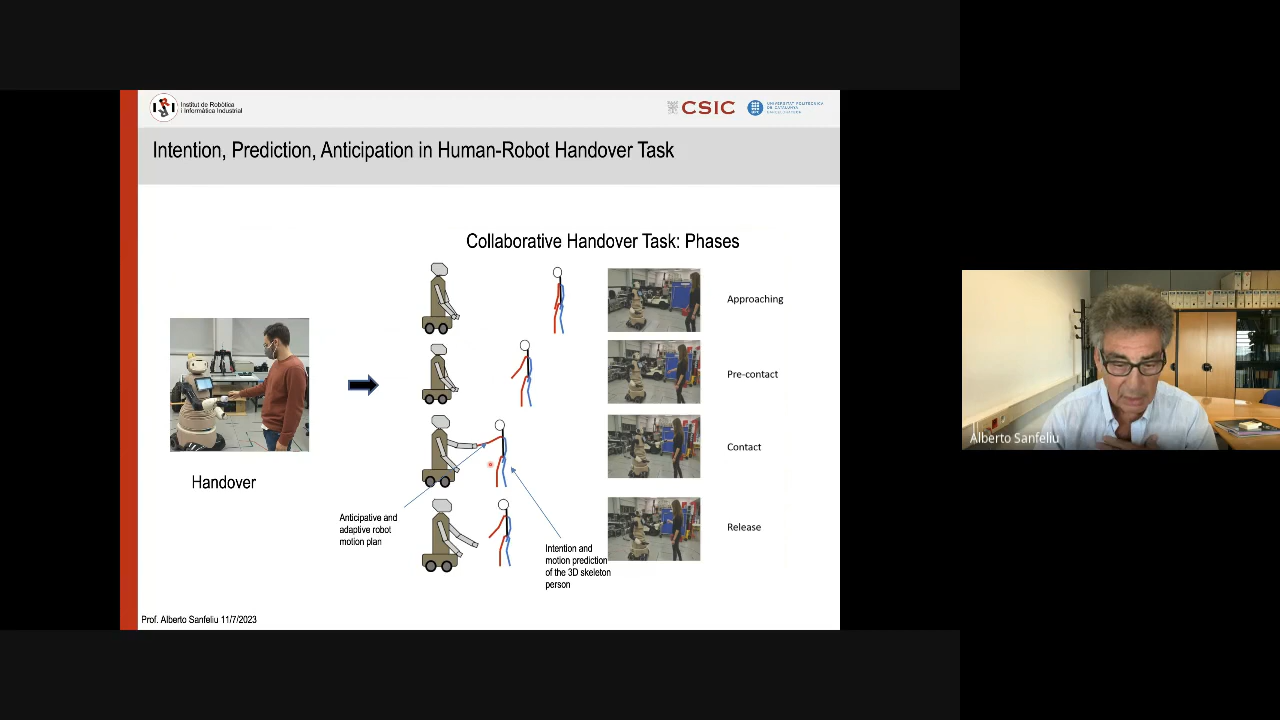 Institut de Robòtica
i Informàtica Industrial
CSIC
UNIVERSITAT POLITÈCNICA
DE CATALUNYA
BARCELONATECH
Intention, Prediction, Anticipation in Human-Robot Handover Task
Collaborative Handover Task: Phases
Approaching
Pre-contact
Contact
Release
Handover
Anticipative and
adaptive robot
motion plan
Intention and
motion prediction
of the 3D skeleton
person
Prof. Alberto Sanfeliu 11/7/2023
Alberto Sanfeliu